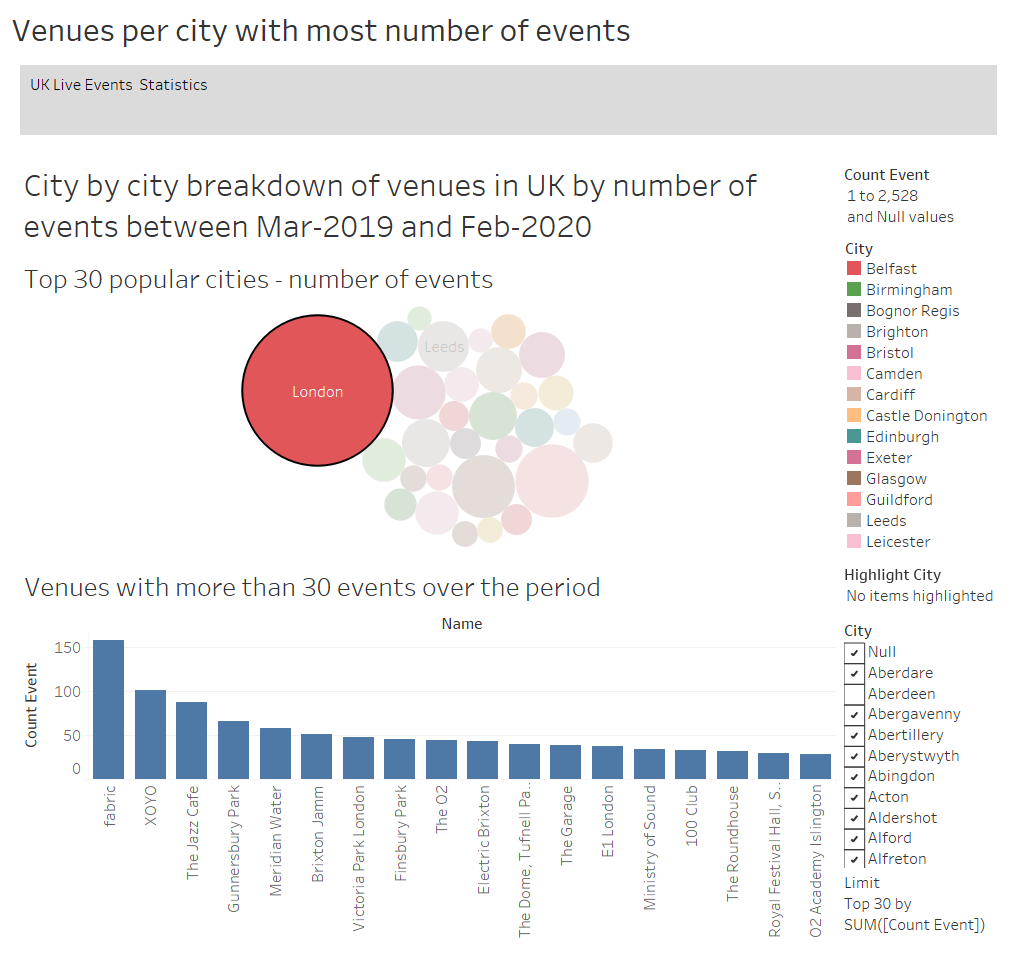 Venues per city with most number of events
UK Live Events  Statistics
City by city breakdown of venues in UK by number of
events between Mar-2019 and Feb-2020
Top 30 popular cities - number of events
London
Leeds
Venues with more than 30 events over the period
Name
Count Event
150
100
50
0
fabric
XOYO
The Jazz Cafe
Gunnersbury Park
Meridian Water
Brixton Jamm
Victoria Park London
Finsbury Park
The O2
Electric Brixton
The Dome, Tufnell Pa..
The Garage
E1 London
Ministry of Sound
100 Club
The Roundhouse
Royal Festival Hall, S..
O2 Academy Islington
Count Event
1 to 2,528
and Null values
City
Belfast
Birmingham
Bognor Regis
Brighton
Bristol
Camden
Cardiff
Castle Donington
Edinburgh
Exeter
Glasgow
Guildford
Leeds
Leicester
Highlight City
No items highlighted
City
Null
Aberdare
Aberdeen
Abergavenny
Abertillery
Aberystwyth
Abingdon
Acton
Aldershot
Alford
Alfreton
Limit
Top 30 by
SUM([Count Event])